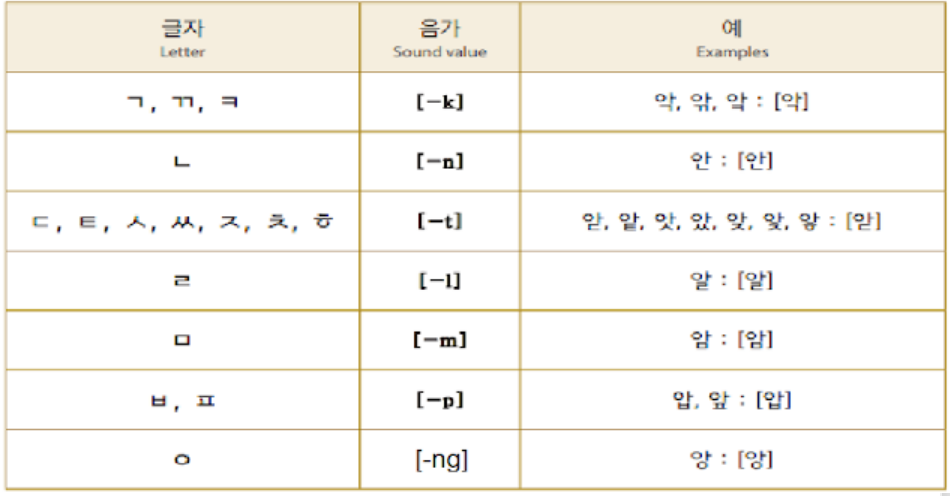 글자 음가 예
Letter Sound value Examples
ㄱ, ㄲ, ㅋ [-k] 악, 앆, 앜 : [악]
ㄴ [-n] 안 : [안]
ㄷ, ㅌ, ㅅ, ㅆ, ㅈ, ㅊ, ㅎ [-t] 앋, 앝, 앗, 았, 앚, 앛, 앟 : [앋]
ㄹ [-l] 알 : [알]
ㅁ [-m] 암 : [암]
ㅂ, ㅍ [-p] 압, 앞 : [압]
ㅇ [-ng] 앙 : [앙]